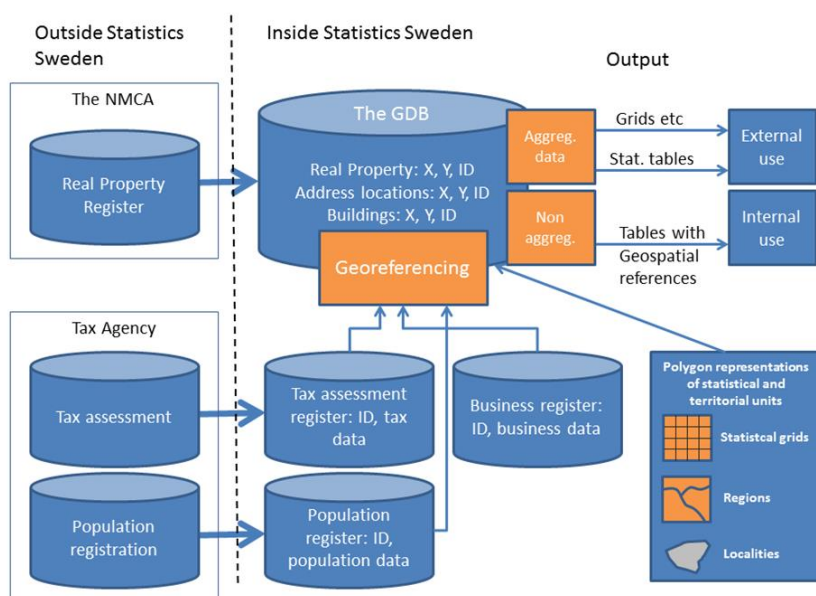 Outside Statistics
Sweden
Inside Statistics Sweden
Output
The NMCA
Real Property
Register
The GDB
Real Property: X, Y, ID
Address locations: X, Y, ID
Buildings: X, Y, ID
Georeferencing
Aggreg.
data
Non
aggreg.
Grids etc
Stat. tables
Tables with
Geospatial
references
External
use
Internal
use
Tax Agency
Tax assessment
Population
registration
Tax assessment
register: ID, tax
data
Population
register: ID,
population data
Business register:
ID, business data
Polygon representations
of statistical and
territorial units
Statistcal grids
Regions
Localities